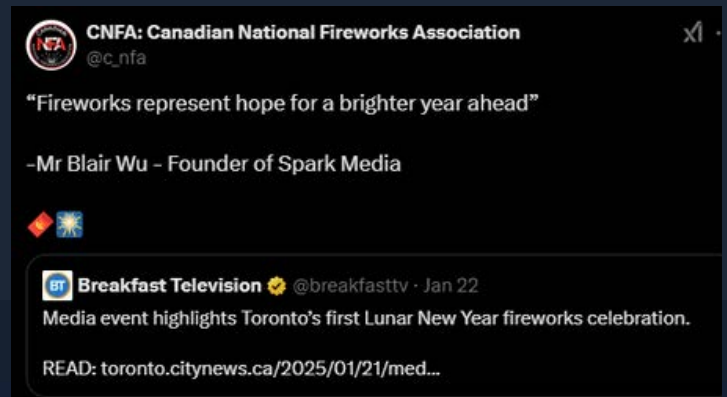 CNFA: Canadian National Fireworks Association
@c_nfa
“Fireworks represent hope for a brighter year ahead”
-Mr Blair Wu - Founder of Spark Media
Breakfast Television @breakfasttv · Jan 22
Media event highlights Toronto’s first Lunar New Year fireworks celebration.
READ: toronto.citynews.ca/2025/01/21/med...